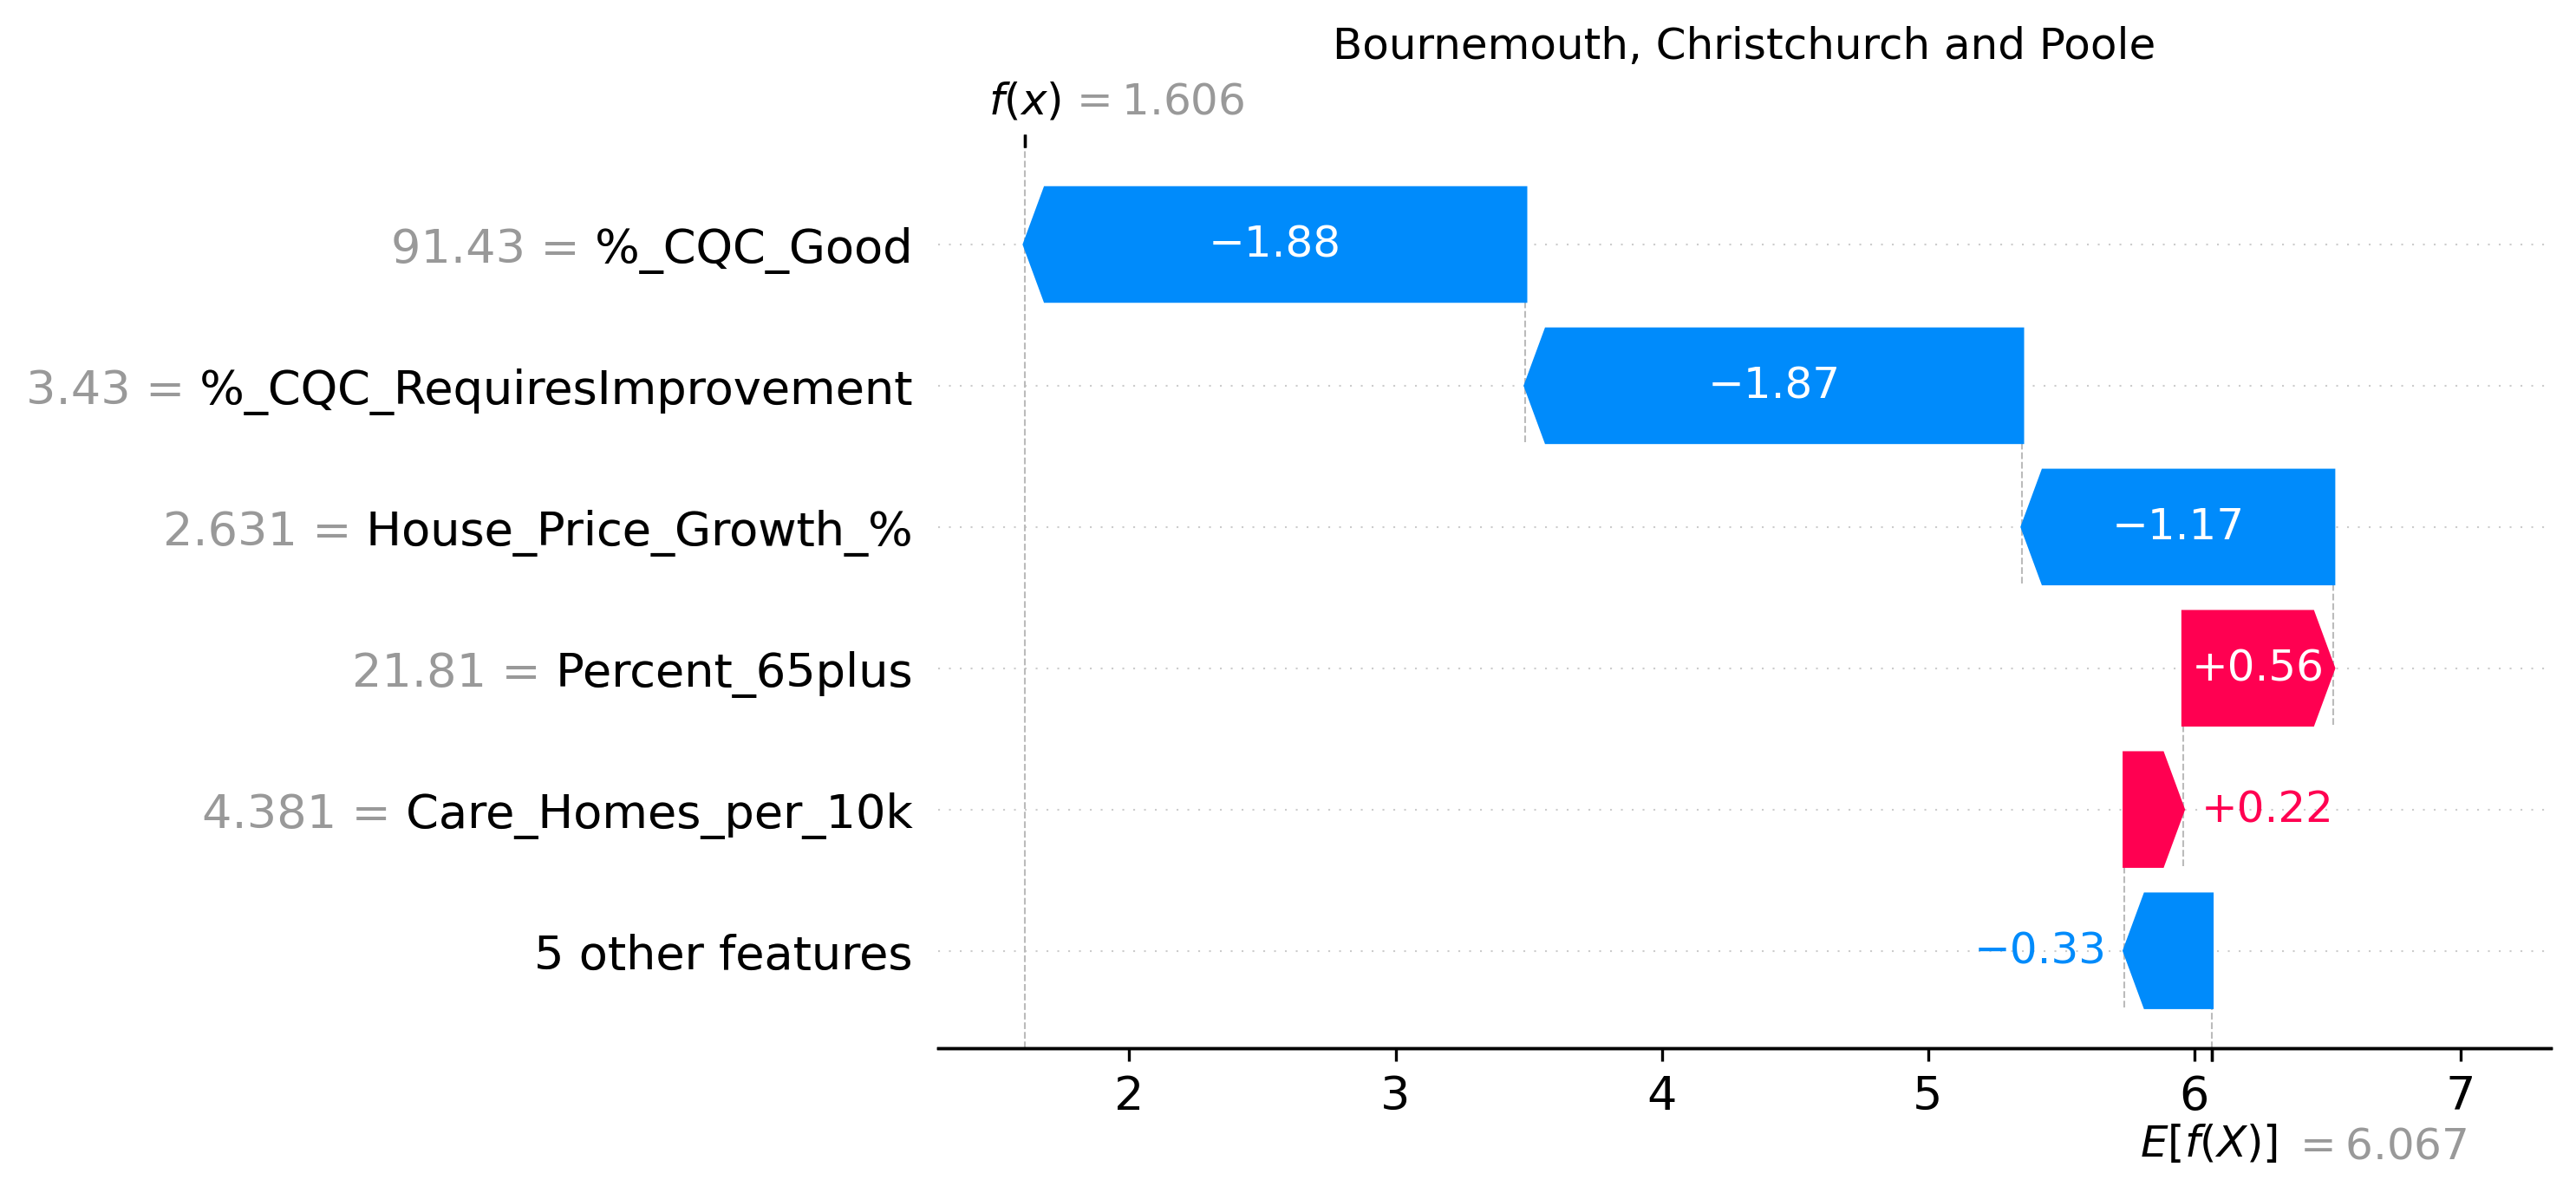 Bournemouth, Christchurch and Poole
f(x) = 1.606
91.43 = %_CQC_Good
−1.88
3.43 = %_CQC_RequiresImprovement
−1.87
2.631 = House_Price_Growth_%
−1.17
21.81 = Percent_65plus
+0.56
4.381 = Care_Homes_per_10k
+0.22
5 other features
−0.33
2 3 4 5 6 7
E[f(X)] = 6.067